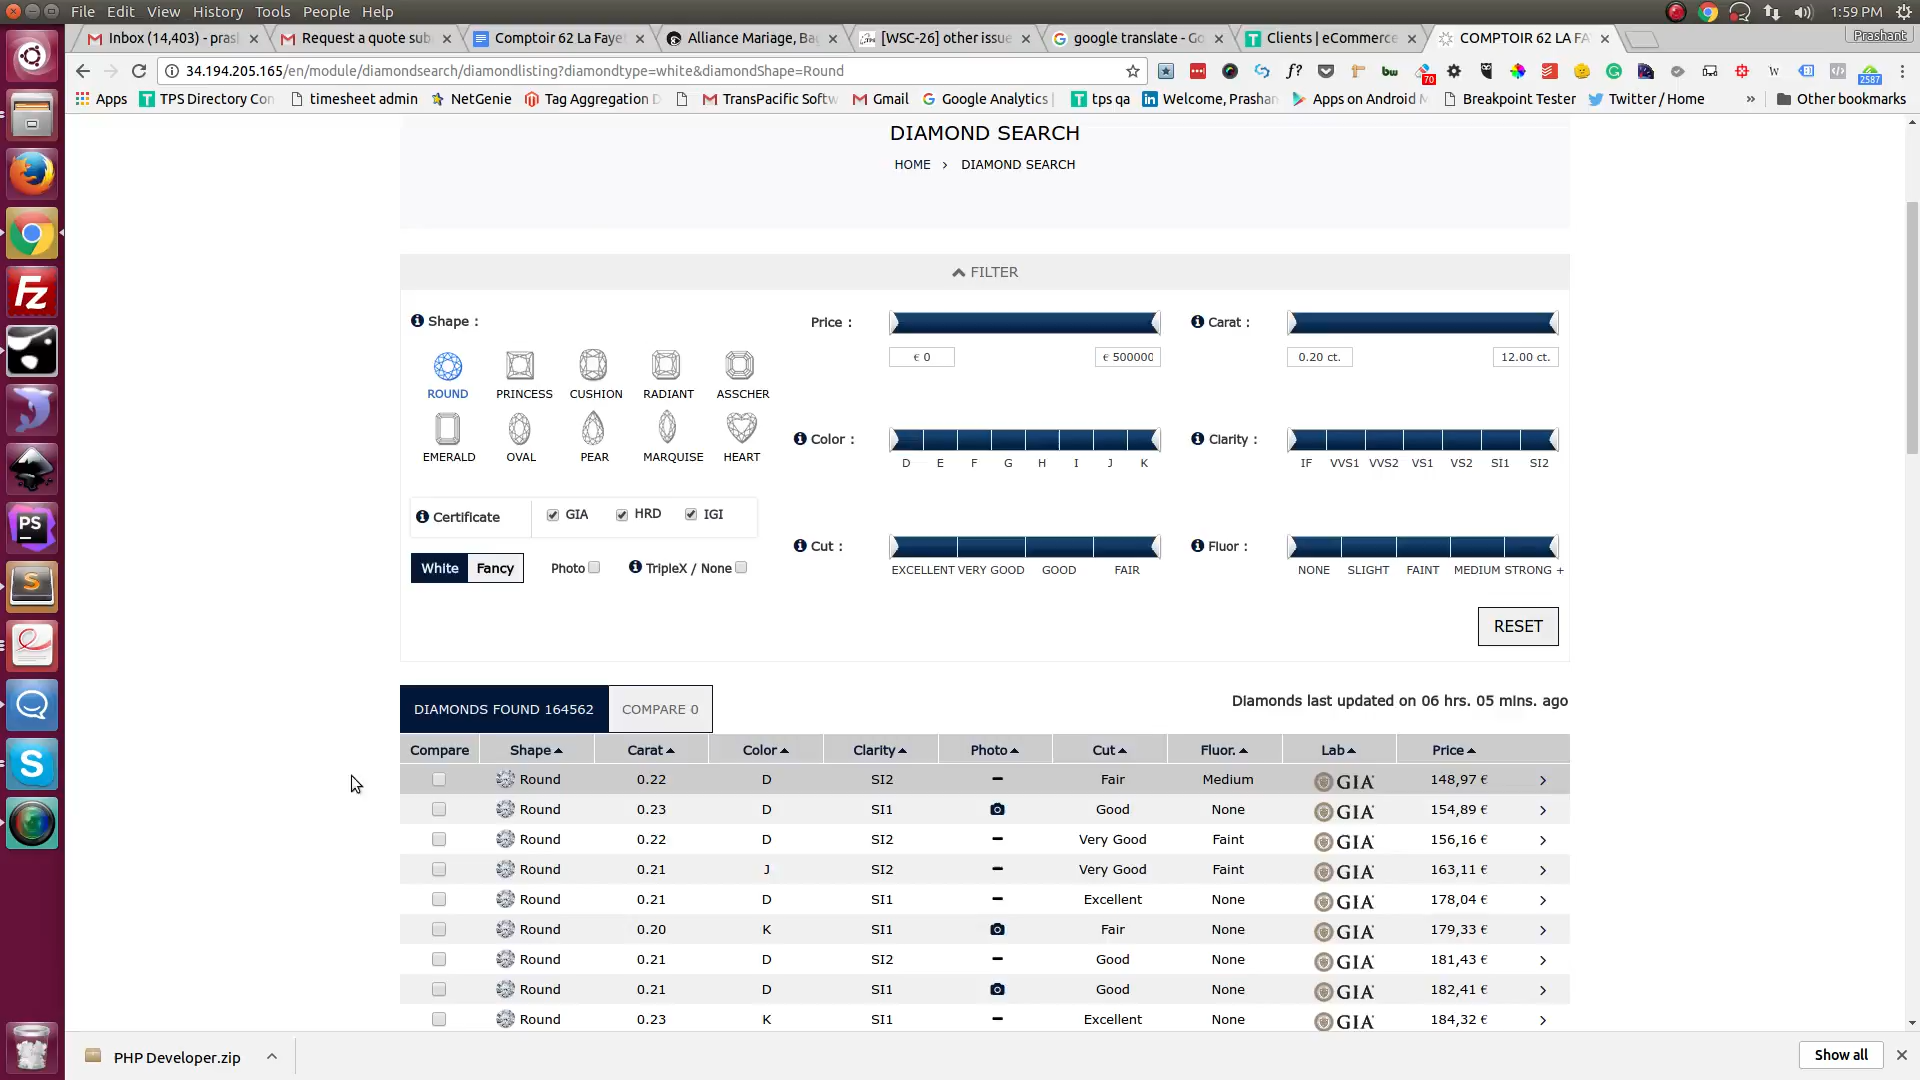 File Edit View History Tools People Help
1:59 PM
Inbox (14,403) - pras
Request a quote sub
Comptoir 62 La Faye
Alliance Mariage, Bag
[WSC-26] other issue
google translate - Go
Clients | eCommerce
COMPTOIR 62 LA FA
Prashant
34.194.205.165/en/module/diamondsearch/diamondlisting?diamondtype=white&diamondShape=Round
f?
bw
70
W
2587
Apps
TPS Directory Con
timesheet admin
NetGenie
Tag Aggregation D
TransPacific Softw
Gmail
Google Analytics
tps qa
Welcome, Prashan
Apps on Android M
Breakpoint Tester
Twitter / Home
»
Other bookmarks
DIAMOND SEARCH
HOME > DIAMOND SEARCH
FILTER
Shape :
ROUND PRINCESS CUSHION RADIANT ASSCHER
EMERALD OVAL PEAR MARQUISE HEART
Certificate GIA HRD IGI
White Fancy Photo TripleX / None
Price :
€ 0 € 500000
Carat :
0.20 ct. 12.00 ct.
Color :
D E F G H I J K
Clarity :
IF VVS1 VVS2 VS1 VS2 SI1 SI2
Cut :
EXCELLENT VERY GOOD GOOD FAIR
Fluor :
NONE SLIGHT FAINT MEDIUM STRONG +
RESET
DIAMONDS FOUND 164562 COMPARE 0
Diamonds last updated on 06 hrs. 05 mins. ago
Compare Shape Carat Color Clarity Photo Cut Fluor. Lab Price
Round 0.22 D SI2 Fair Medium GIA 148,97 €
Round 0.23 D SI1 Good None GIA 154,89 €
Round 0.22 D SI2 Very Good Faint GIA 156,16 €
Round 0.21 J SI2 Very Good Faint GIA 163,11 €
Round 0.21 D SI1 Excellent None GIA 178,04 €
Round 0.20 K SI1 Fair None GIA 179,33 €
Round 0.21 D SI2 Good None GIA 181,43 €
Round 0.21 D SI1 Good None GIA 182,41 €
Round 0.23 K SI1 Excellent None GIA 184,32 €
Fz
PS
S
PHP Developer.zip
Show all